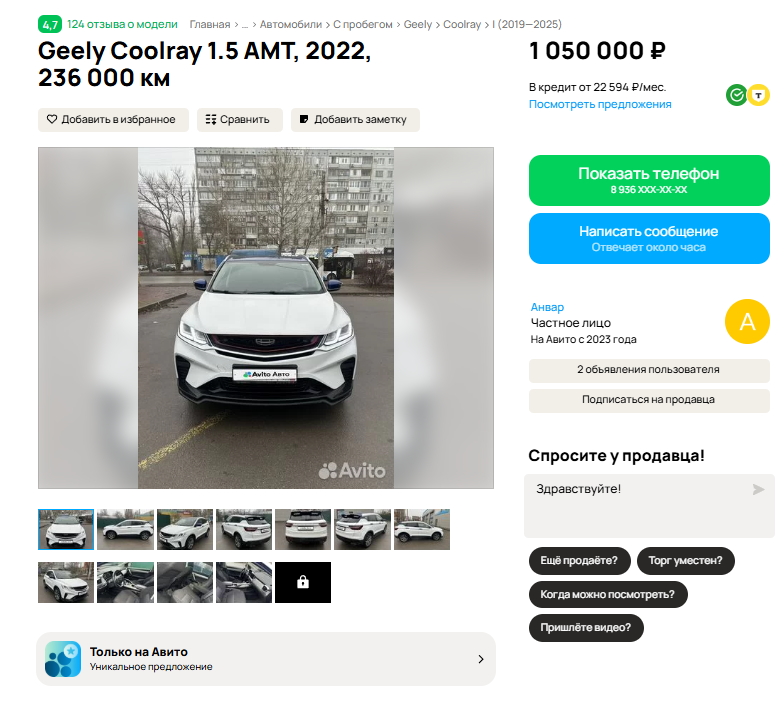 4,7 124 отзыва о модели Главная › ... › Автомобили › С пробегом › Geely › Coolray › I (2019—2025)
Geely Coolray 1.5 AMT, 2022,
236 000 км
1 050 000 ₽
В кредит от 22 594 ₽/мес.
Посмотреть предложения
Т
Добавить в избранное
Сравнить
Добавить заметку
Показать телефон
8 936 XXX-XX-XX
Написать сообщение
Отвечает около часа
Avito Авто
Avito
Анвар
Частное лицо
На Авито с 2023 года
А
2 объявления пользователя
Подписаться на продавца
Спросите у продавца!
Здравствуйте!
Ещё продаёте?
Торг уместен?
Когда можно посмотреть?
Пришлёте видео?
Только на Авито
Уникальное предложение